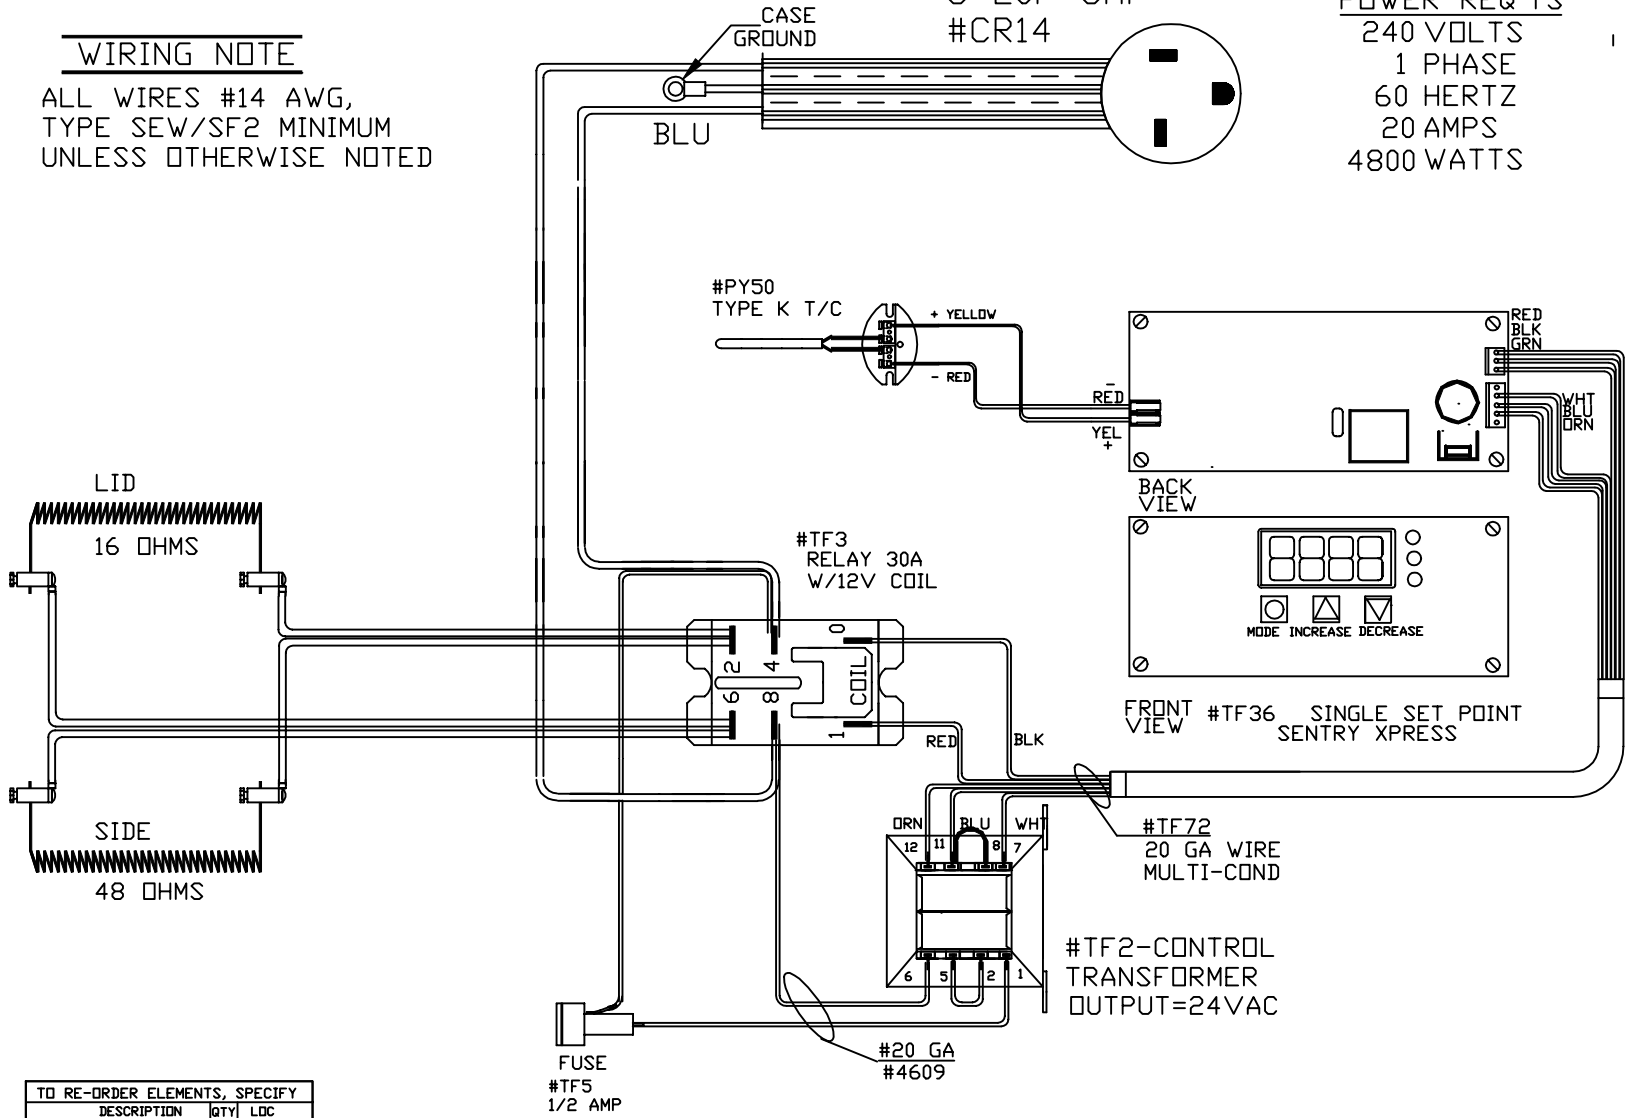 WIRING NOTE
ALL WIRES #14 AWG,
TYPE SEW/SF2 MINIMUM
UNLESS OTHERWISE NOTED
CASE
GROUND
BLU
#CR14
POWER REQ'TS
240 VOLTS
1 PHASE
60 HERTZ
20 AMPS
4800 WATTS
#PY50
TYPE K T/C
+ YELLOW
- RED
-
RED
YEL
+
RED
BLK
GRN
WHT
BLU
ORN
BACK
VIEW
MODE INCREASE DECREASE
FRONT
VIEW
#TF36 SINGLE SET POINT
SENTRY XPRESS
LID
16 OHMS
SIDE
48 OHMS
#TF3
RELAY 30A
W/12V COIL
2 4 0
6 8 1
COIL
RED
BLK
ORN BLU WHT
12 11 8 7
6 5 2 1
#TF72
20 GA WIRE
MULTI-COND
#TF2-CONTROL
TRANSFORMER
OUTPUT=24VAC
#20 GA
#4609
FUSE
#TF5
1/2 AMP
TO RE-ORDER ELEMENTS, SPECIFY
DESCRIPTION QTY LOC